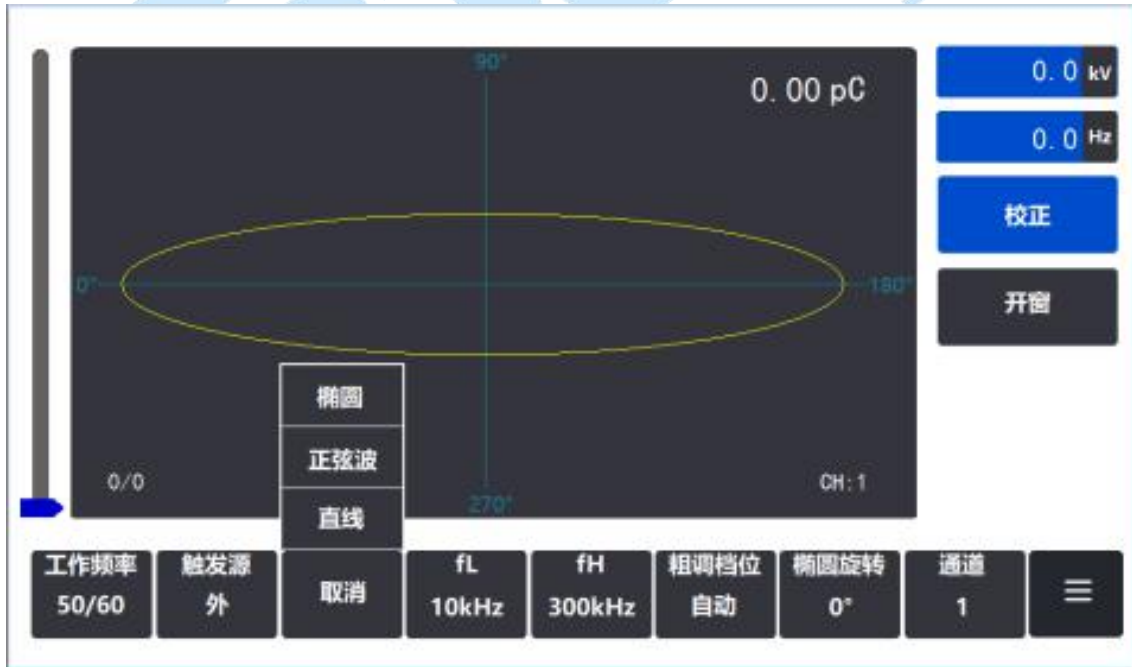 90°
0.00 pC
0.0 kV
0.0 Hz
校正
0°
180°
开窗
椭圆
正弦波
直线
取消
0/0
270°
CH:1
工作频率
50/60
触发源
外
fL
10kHz
fH
300kHz
粗调档位
自动
椭圆旋转
0°
通道
1